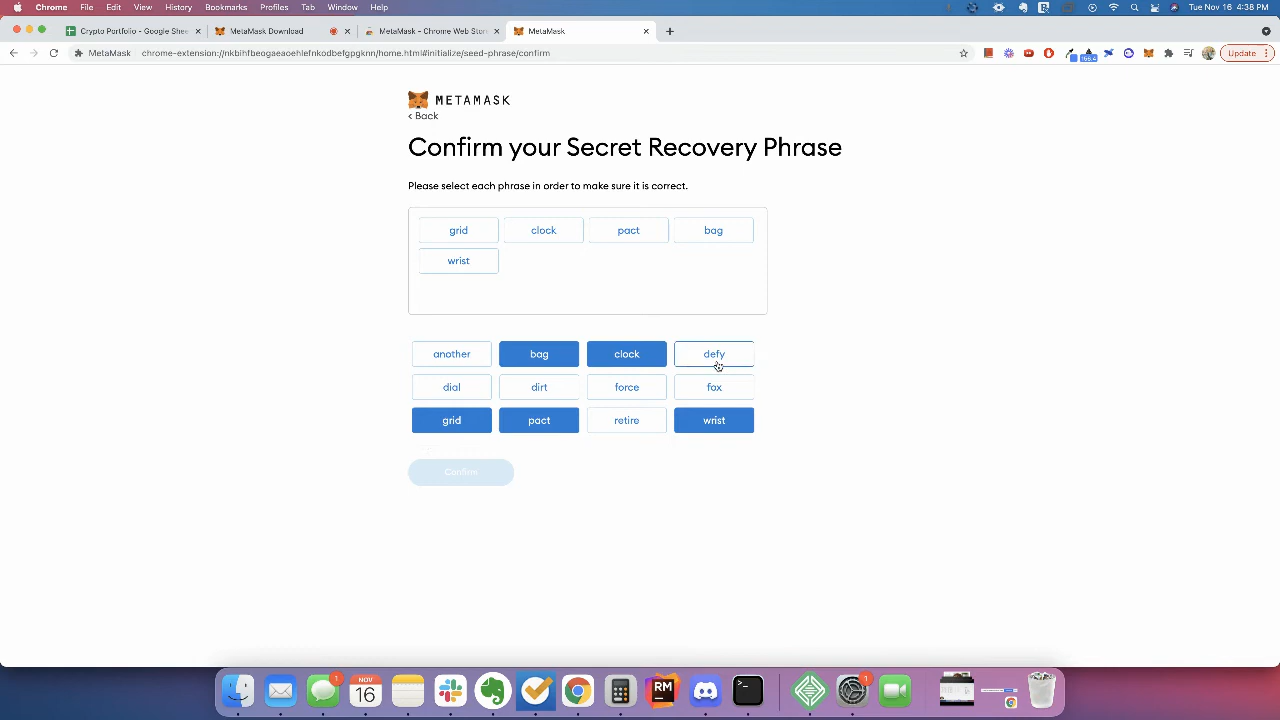 Chrome File Edit View History Bookmarks Profiles Tab Window Help Tue Nov 16 4:38 PM
Crypto Portfolio - Google Shee MetaMask Download MetaMask - Chrome Web Stor MetaMask
MetaMask chrome-extension://nkbihfbeogaeaoehlefnkodbefgpgknn/home.html#initialize/seed-phrase/confirm Update
METAMASK
< Back
Confirm your Secret Recovery Phrase
Please select each phrase in order to make sure it is correct.
grid clock pact bag
wrist
another bag clock defy
dial dirt force fox
grid pact retire wrist
Confirm
1 NOV 16 RM >_ 1